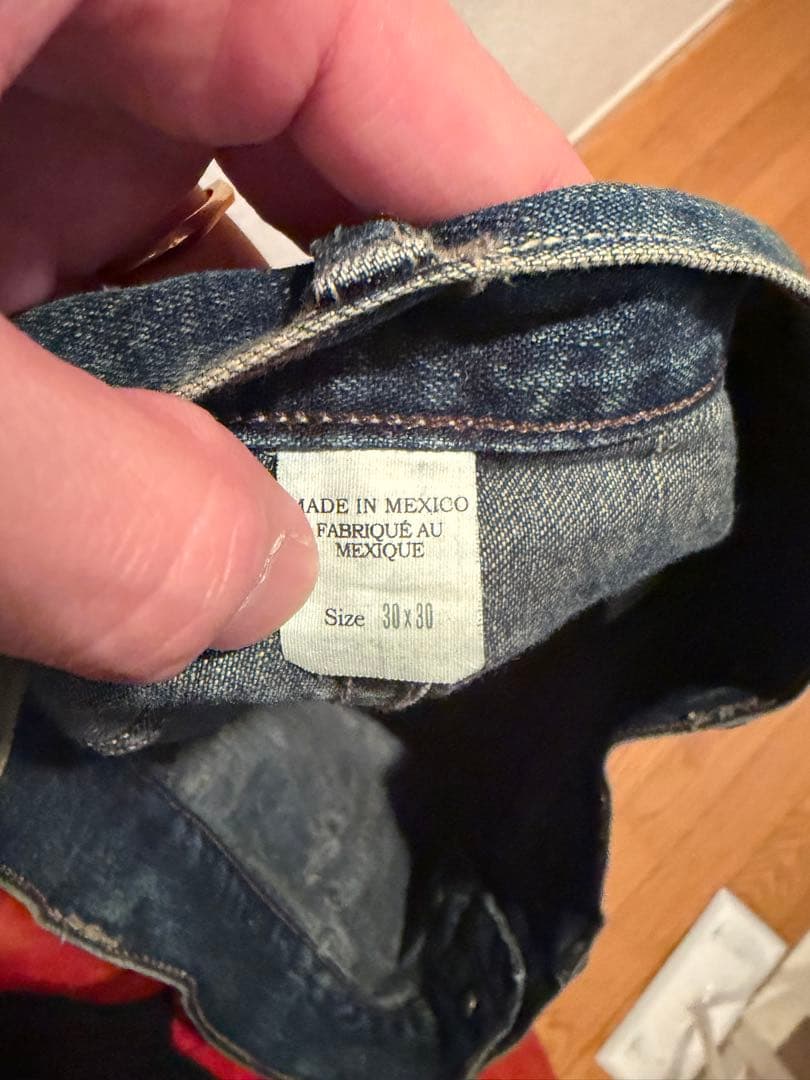 MADE IN MEXICO
FABRIQUÉ AU
MEXIQUE
Size 30 x 30